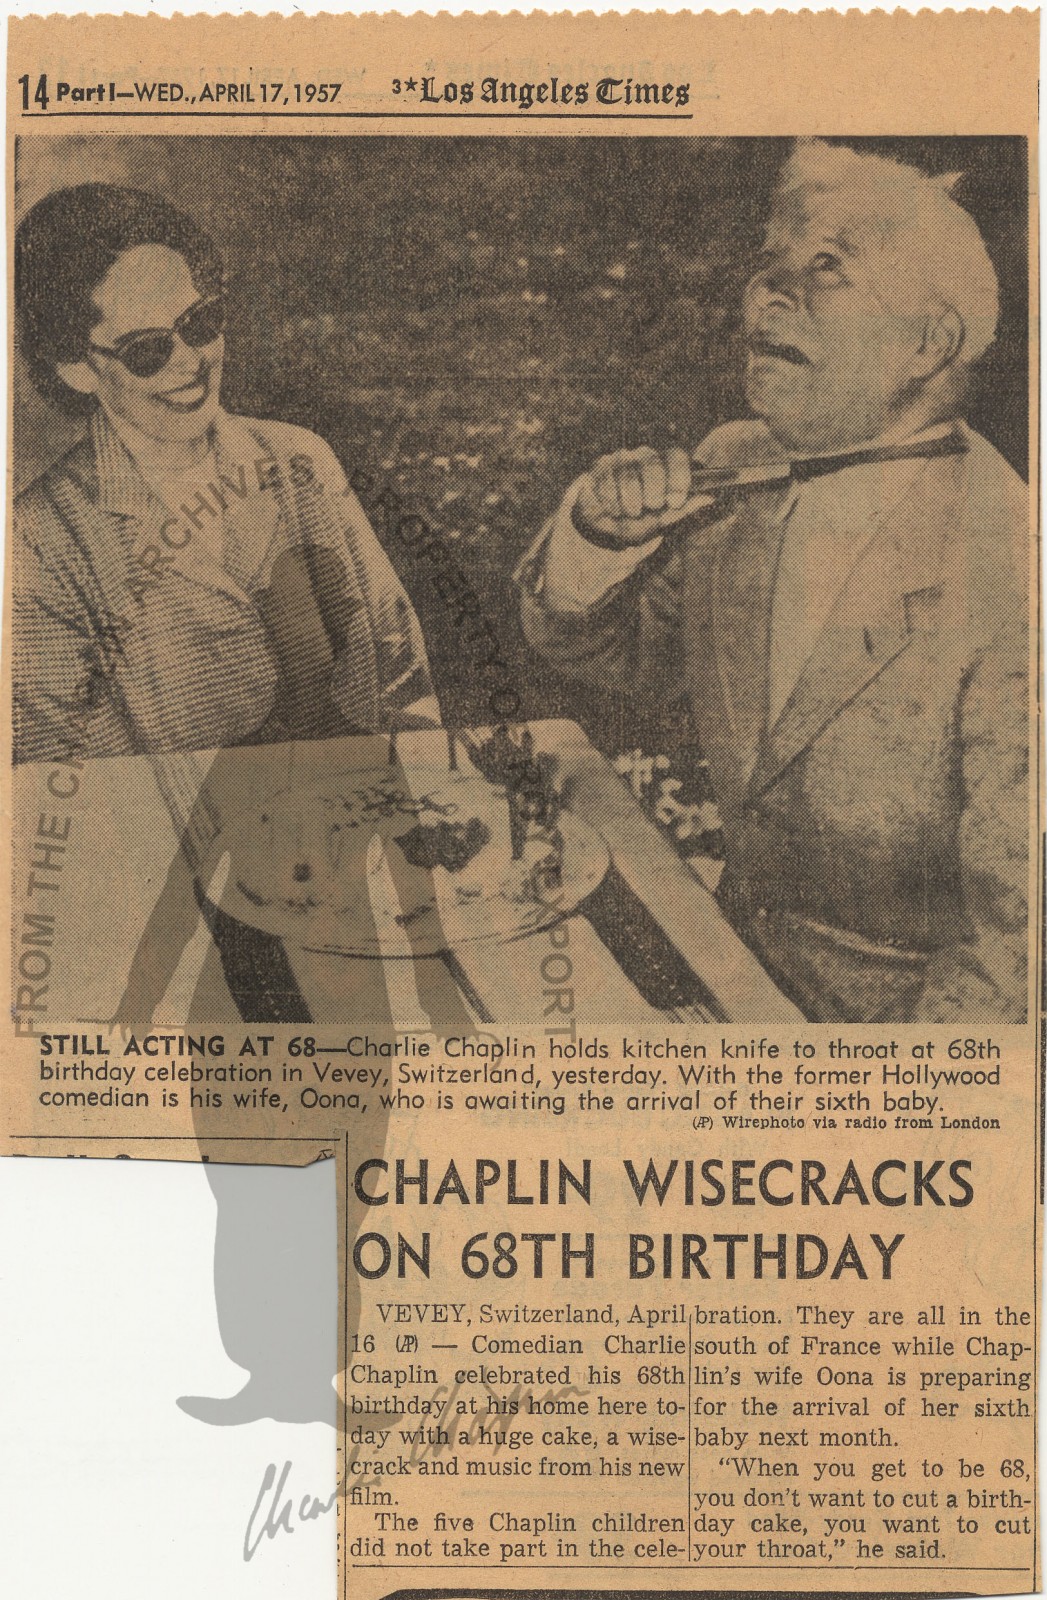 14 Part I—WED., APRIL 17, 1957 3★ Los Angeles Times
FROM THE CHAPLIN ARCHIVES, PROPERTY OF ROY EXPORT
STILL ACTING AT 68—Charlie Chaplin holds kitchen knife to throat at 68th
birthday celebration in Vevey, Switzerland, yesterday. With the former Hollywood
comedian is his wife, Oona, who is awaiting the arrival of their sixth baby.
(AP) Wirephoto via radio from London
CHAPLIN WISECRACKS
ON 68TH BIRTHDAY
VEVEY, Switzerland, April
16 (AP) — Comedian Charlie
Chaplin celebrated his 68th
birthday at his home here to-
day with a huge cake, a wise-
crack and music from his new
film.
The five Chaplin children
did not take part in the cele-
bration. They are all in the
south of France while Chap-
lin's wife Oona is preparing
for the arrival of her sixth
baby next month.
"When you get to be 68,
you don't want to cut a birth-
day cake, you want to cut
your throat," he said.
Charlie Chaplin